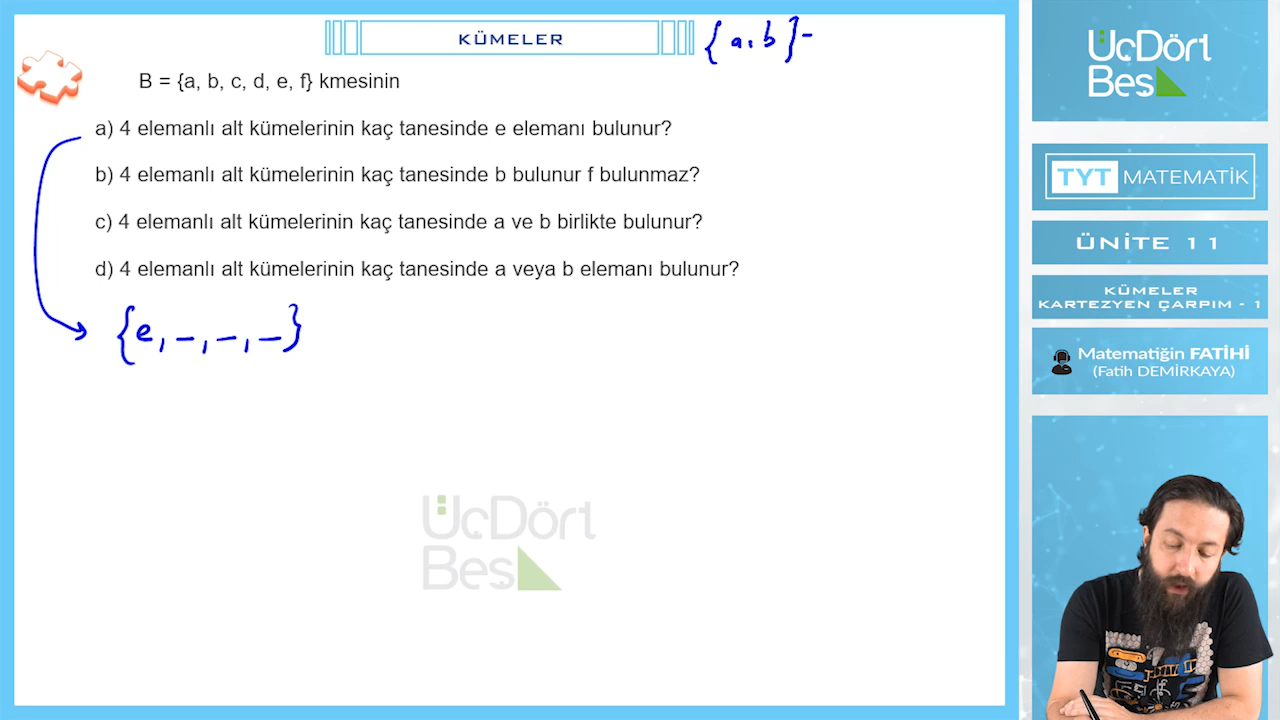 KÜMELER
{a, b}-
B = {a, b, c, d, e, f} kmesinin
a) 4 elemanlı alt kümelerinin kaç tanesinde e elemanı bulunur?
b) 4 elemanlı alt kümelerinin kaç tanesinde b bulunur f bulunmaz?
c) 4 elemanlı alt kümelerinin kaç tanesinde a ve b birlikte bulunur?
d) 4 elemanlı alt kümelerinin kaç tanesinde a veya b elemanı bulunur?
{e, _, _, _}
ÜçDört
Beş
ÜçDört
Beş
TYT MATEMATİK
ÜNİTE 11
KÜMELER
KARTEZYEN ÇARPIM - 1
Matematiğin FATİHİ
(Fatih DEMİRKAYA)